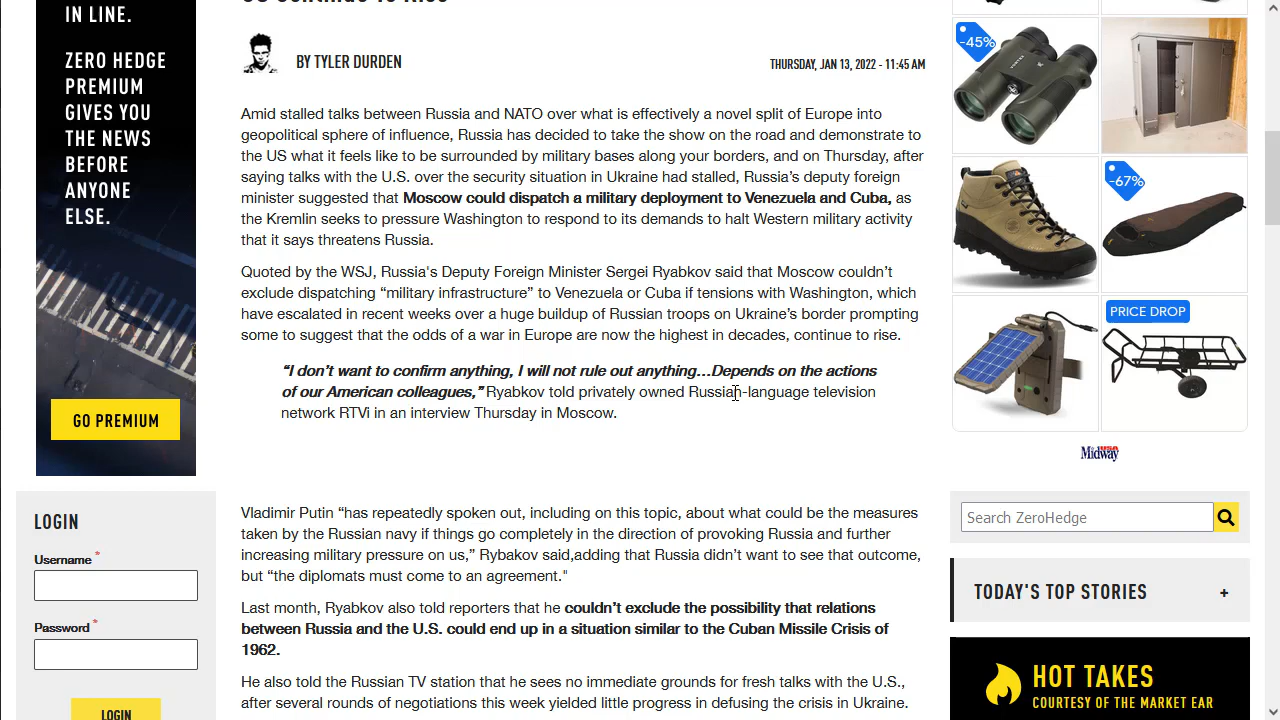 IN LINE.
ZERO HEDGE
PREMIUM
GIVES YOU
THE NEWS
BEFORE
ANYONE
ELSE.
GO PREMIUM
LOGIN
Username *
Password *
LOGIN
BY TYLER DURDEN
THURSDAY, JAN 13, 2022 - 11:45 AM
Amid stalled talks between Russia and NATO over what is effectively a novel split of Europe into
geopolitical sphere of influence, Russia has decided to take the show on the road and demonstrate to
the US what it feels like to be surrounded by military bases along your borders, and on Thursday, after
saying talks with the U.S. over the security situation in Ukraine had stalled, Russia’s deputy foreign
minister suggested that Moscow could dispatch a military deployment to Venezuela and Cuba, as
the Kremlin seeks to pressure Washington to respond to its demands to halt Western military activity
that it says threatens Russia.
Quoted by the WSJ, Russia's Deputy Foreign Minister Sergei Ryabkov said that Moscow couldn’t
exclude dispatching “military infrastructure” to Venezuela or Cuba if tensions with Washington, which
have escalated in recent weeks over a huge buildup of Russian troops on Ukraine’s border prompting
some to suggest that the odds of a war in Europe are now the highest in decades, continue to rise.
“I don’t want to confirm anything, I will not rule out anything…Depends on the actions
of our American colleagues,” Ryabkov told privately owned Russian-language television
network RTVi in an interview Thursday in Moscow.
Vladimir Putin “has repeatedly spoken out, including on this topic, about what could be the measures
taken by the Russian navy if things go completely in the direction of provoking Russia and further
increasing military pressure on us,” Rybakov said,adding that Russia didn’t want to see that outcome,
but “the diplomats must come to an agreement."
Last month, Ryabkov also told reporters that he couldn’t exclude the possibility that relations
between Russia and the U.S. could end up in a situation similar to the Cuban Missile Crisis of
1962.
He also told the Russian TV station that he sees no immediate grounds for fresh talks with the U.S.,
after several rounds of negotiations this week yielded little progress in defusing the crisis in Ukraine.
-45%
-67%
PRICE DROP
MidwayUSA
Search ZeroHedge
TODAY'S TOP STORIES +
HOT TAKES
COURTESY OF THE MARKET EAR